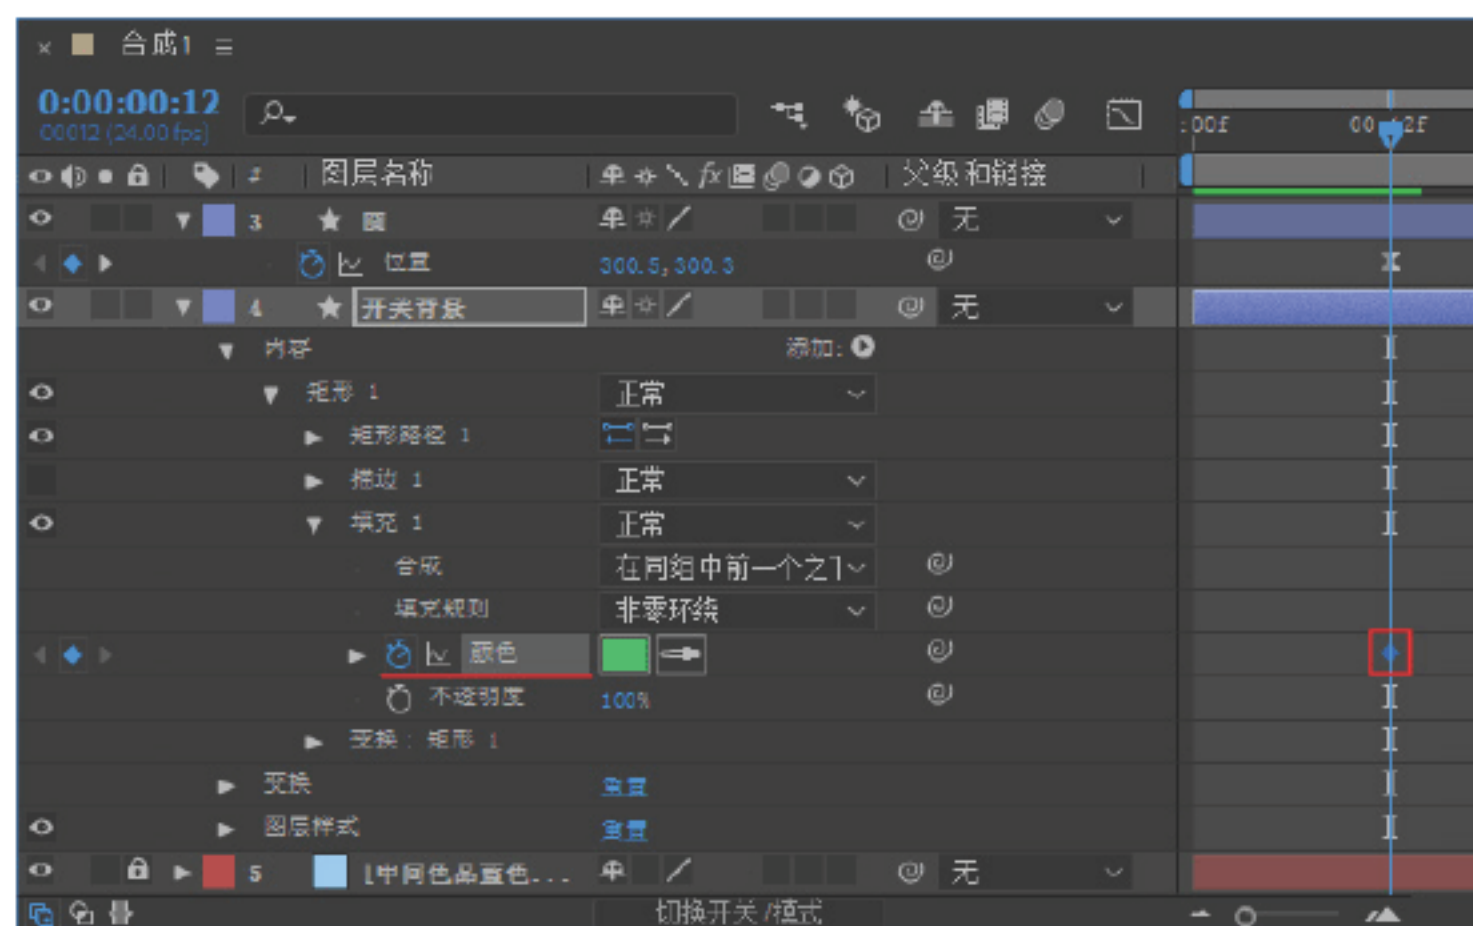 合成1
0:00:00:12
00012 (24.00 fps)
:00f 00 12f
# 图层名称 fx 父级和链接
3 圆 无
位置 300.5,300.3
4 开关背景 无
内容 添加:
矩形 1 正常
矩形路径 1
描边 1 正常
填充 1 正常
合成 在同组中前一个之下
填充规则 非零环绕
颜色
不透明度 100%
变换: 矩形 1
变换 重置
图层样式 重置
5 无
切换开关/模式